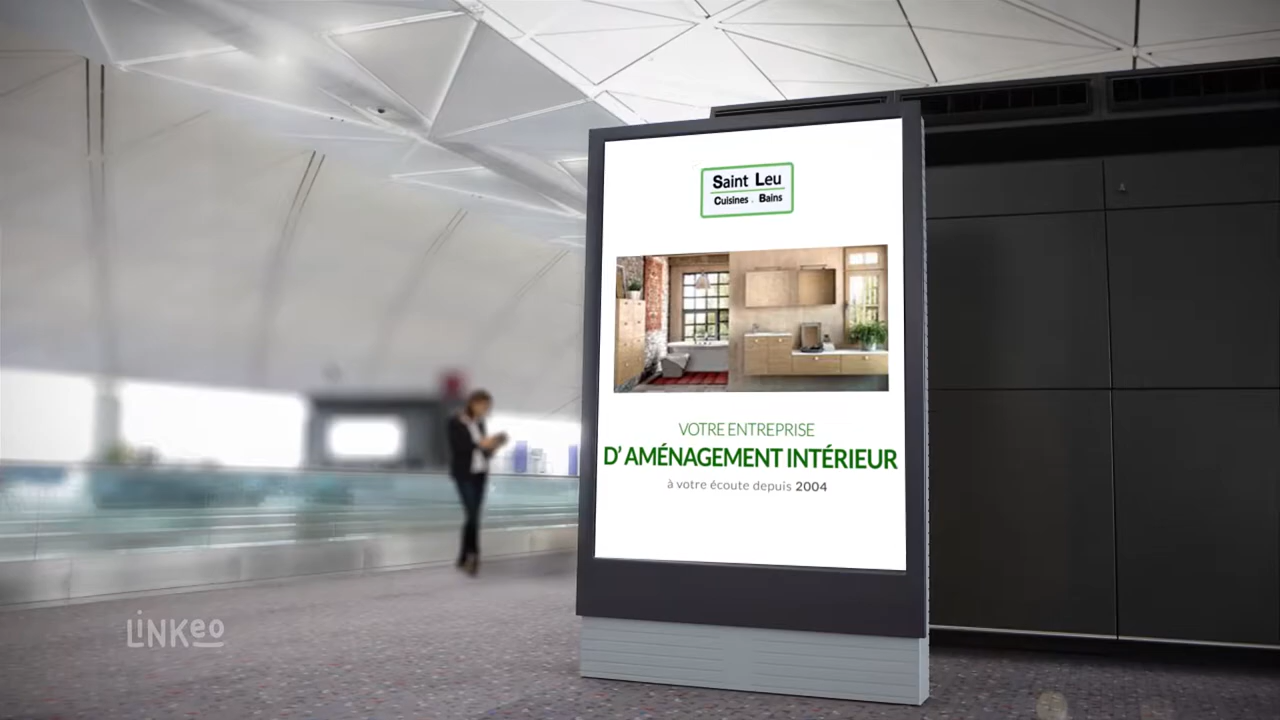 Saint Leu
Cuisines . Bains
VOTRE ENTREPRISE
D' AMÉNAGEMENT INTÉRIEUR
à votre écoute depuis 2004
LiNKeo